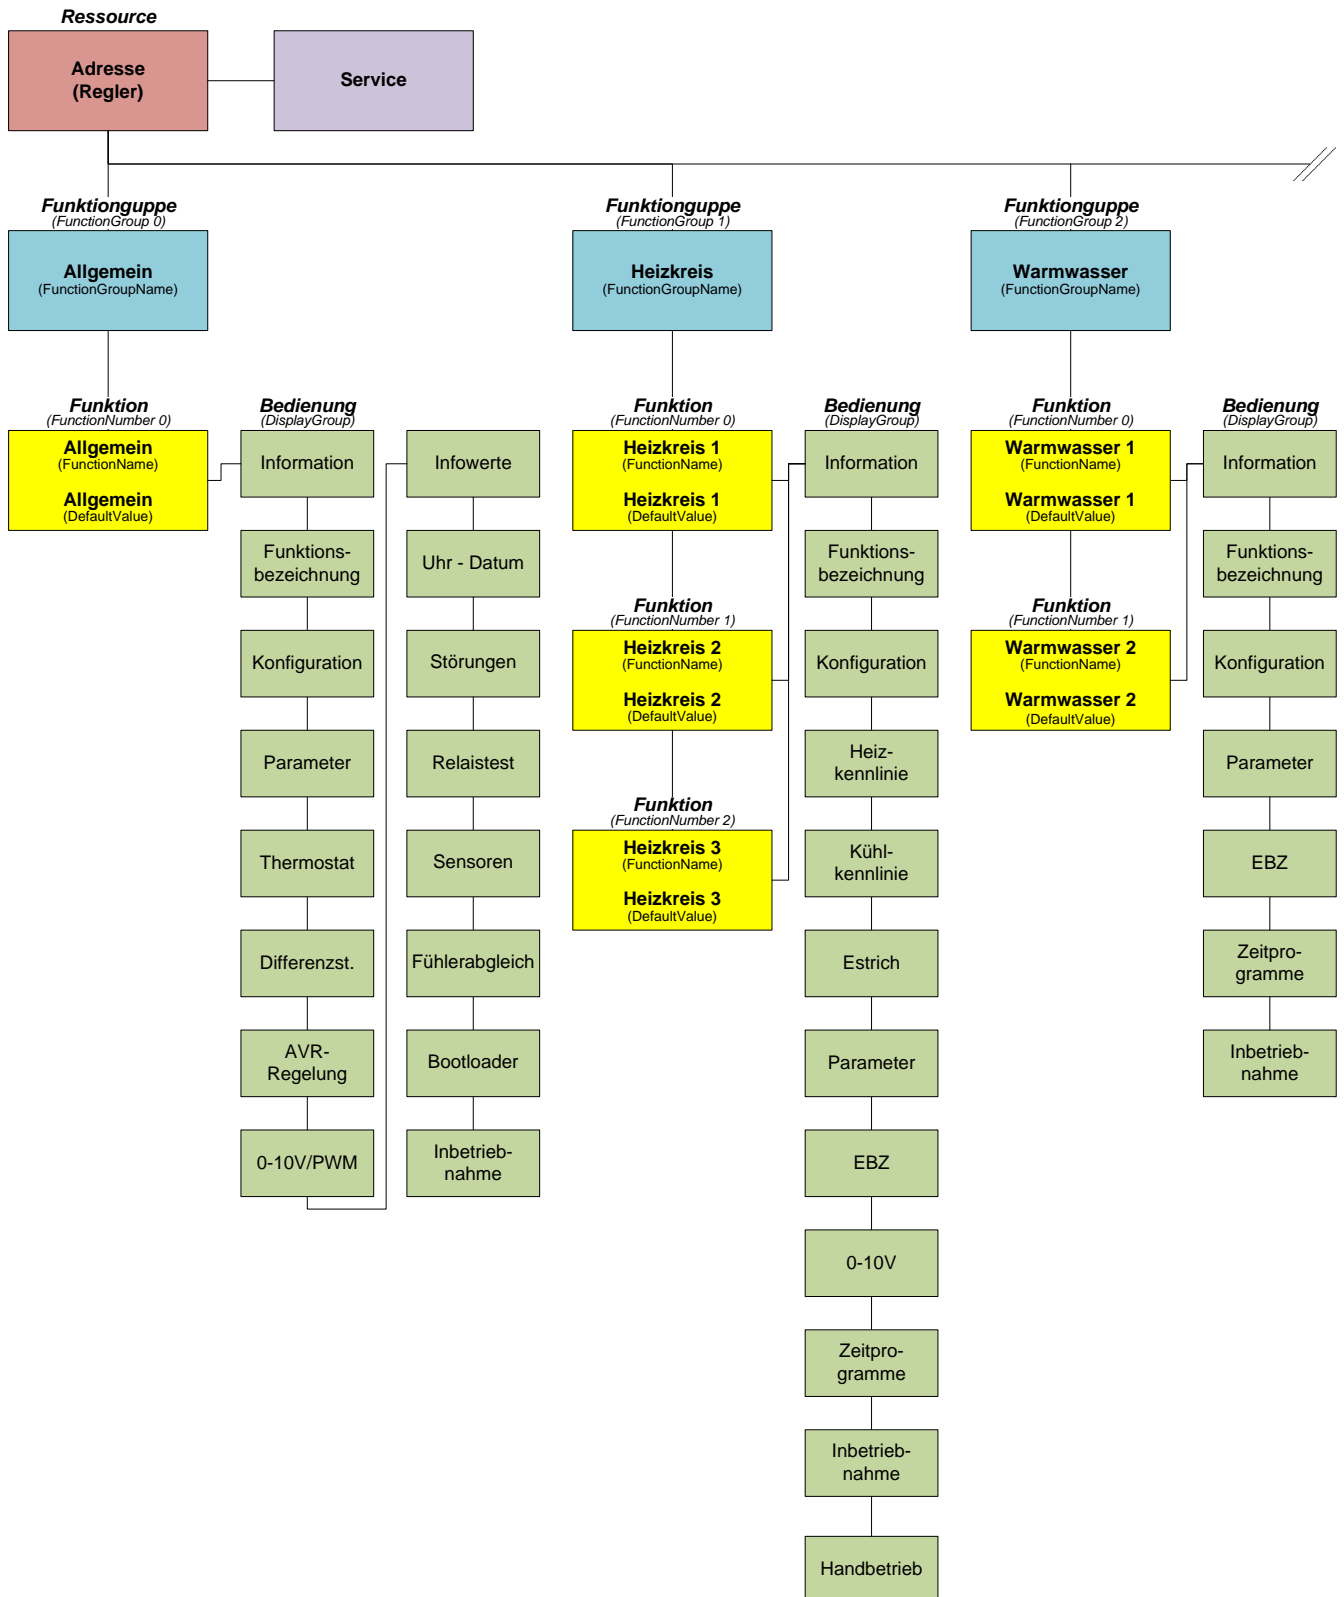 Ressource
Adresse
(Regler)
Service
Funktionguppe
(FunctionGroup 0)
Allgemein
(FunctionGroupName)
Funktion
(FunctionNumber 0)
Allgemein
(FunctionName)
Allgemein
(DefaultValue)
Bedienung
(DisplayGroup)
Information
Funktions-
bezeichnung
Konfiguration
Parameter
Thermostat
Differenzst.
AVR-
Regelung
0-10V/PWM
Infowerte
Uhr - Datum
Störungen
Relaistest
Sensoren
Fühlerabgleich
Bootloader
Inbetrieb-
nahme
Funktionguppe
(FunctionGroup 1)
Heizkreis
(FunctionGroupName)
Funktion
(FunctionNumber 0)
Heizkreis 1
(FunctionName)
Heizkreis 1
(DefaultValue)
Funktion
(FunctionNumber 1)
Heizkreis 2
(FunctionName)
Heizkreis 2
(DefaultValue)
Funktion
(FunctionNumber 2)
Heizkreis 3
(FunctionName)
Heizkreis 3
(DefaultValue)
Bedienung
(DisplayGroup)
Information
Funktions-
bezeichnung
Konfiguration
Heiz-
kennlinie
Kühl-
kennlinie
Estrich
Parameter
EBZ
0-10V
Zeitpro-
gramme
Inbetrieb-
nahme
Handbetrieb
Funktionguppe
(FunctionGroup 2)
Warmwasser
(FunctionGroupName)
Funktion
(FunctionNumber 0)
Warmwasser 1
(FunctionName)
Warmwasser 1
(DefaultValue)
Funktion
(FunctionNumber 1)
Warmwasser 2
(FunctionName)
Warmwasser 2
(DefaultValue)
Bedienung
(DisplayGroup)
Information
Funktions-
bezeichnung
Konfiguration
Parameter
EBZ
Zeitpro-
gramme
Inbetrieb-
nahme